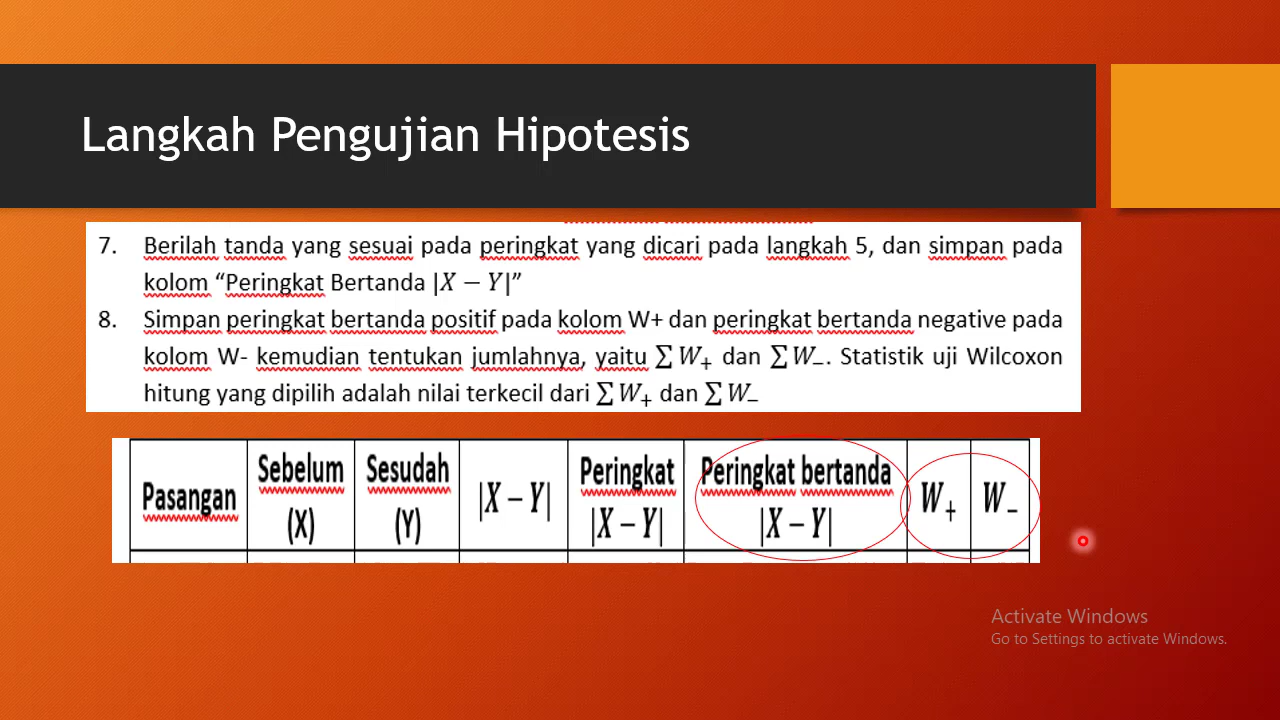 Langkah Pengujian Hipotesis
7. Berilah tanda yang sesuai pada peringkat yang dicari pada langkah 5, dan simpan pada
kolom “Peringkat Bertanda |X − Y|”
8. Simpan peringkat bertanda positif pada kolom W+ dan peringkat bertanda negative pada
kolom W- kemudian tentukan jumlahnya, yaitu ∑W₊ dan ∑W₋. Statistik uji Wilcoxon
hitung yang dipilih adalah nilai terkecil dari ∑W₊ dan ∑W₋
Pasangan
Sebelum
(X)
Sesudah
(Y)
|X − Y|
Peringkat
|X − Y|
Peringkat bertanda
|X − Y|
W₊
W₋
Activate Windows
Go to Settings to activate Windows.